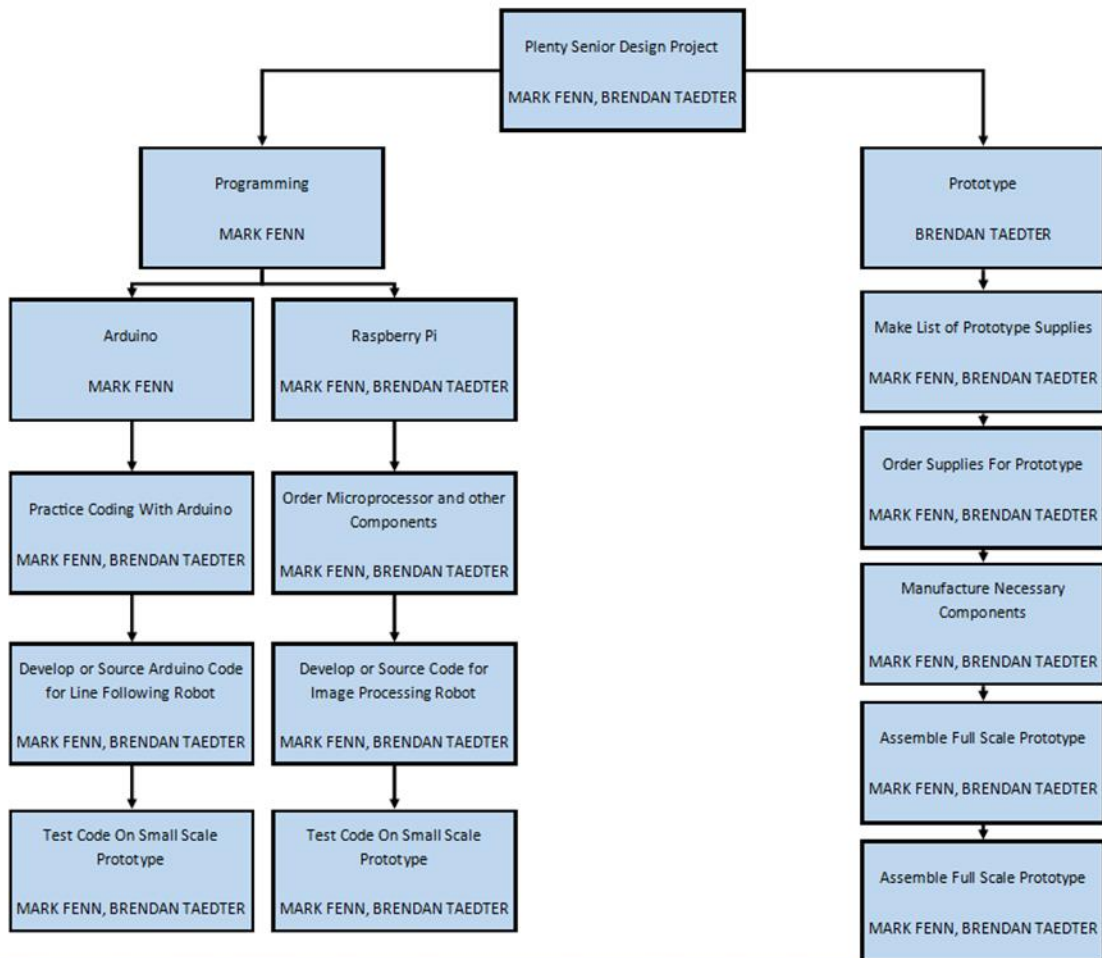 Plenty Senior Design Project
MARK FENN, BRENDAN TAEDTER
Programming
MARK FENN
Prototype
BRENDAN TAEDTER
Arduino
MARK FENN
Raspberry Pi
MARK FENN, BRENDAN TAEDTER
Make List of Prototype Supplies
MARK FENN, BRENDAN TAEDTER
Practice Coding With Arduino
MARK FENN, BRENDAN TAEDTER
Order Microprocessor and other
Components
MARK FENN, BRENDAN TAEDTER
Order Supplies For Prototype
MARK FENN, BRENDAN TAEDTER
Manufacture Necessary
Components
MARK FENN, BRENDAN TAEDTER
Develop or Source Arduino Code
for Line Following Robot
MARK FENN, BRENDAN TAEDTER
Develop or Source Code for
Image Processing Robot
MARK FENN, BRENDAN TAEDTER
Assemble Full Scale Prototype
MARK FENN, BRENDAN TAEDTER
Test Code On Small Scale
Prototype
MARK FENN, BRENDAN TAEDTER
Test Code On Small Scale
Prototype
MARK FENN, BRENDAN TAEDTER
Assemble Full Scale Prototype
MARK FENN, BRENDAN TAEDTER